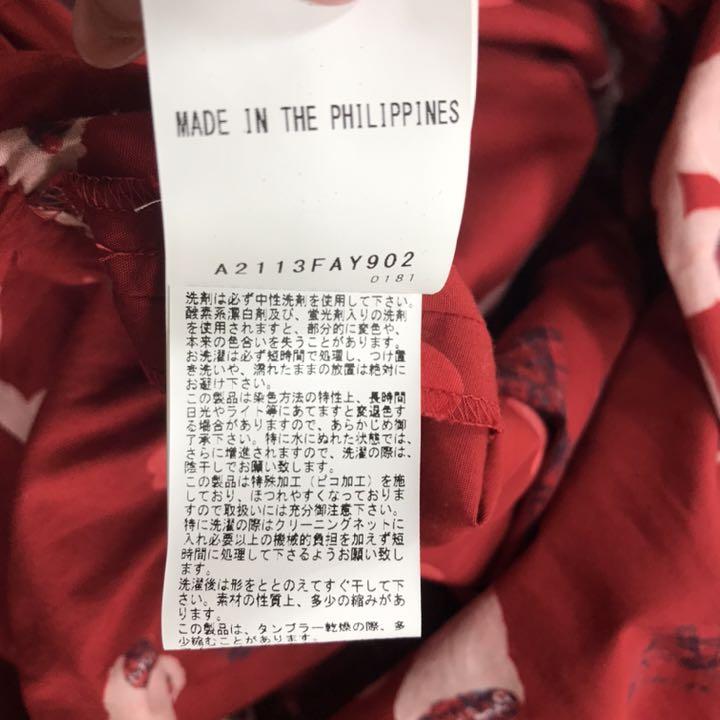 MADE IN THE PHILIPPINES
A2113FAY902
0181
洗剤は必ず中性洗剤を使用して下さい。
酸素系漂白剤及び、蛍光剤入りの洗剤
を使用されますと、部分的に変色や、
本来の色合いを失うことがあります。
お洗濯は必ず短時間で処理し、つけ置
き洗いや、濡れたままの放置は絶対に
お避け下さい。
この製品は染色方法の特性上、長時間
日光やライト等にあてますと変退色す
る場合がありますので、あらかじめ御
了承下さい。特に水にぬれた状態では、
さらに増進されますので、洗濯の際は、
陰干しでお願い致します。
この製品は特殊加工（ピコ加工）を施
しており、ほつれやすくなっておりま
すので取扱いには充分御注意下さい。
特に洗濯の際はクリーニングネットに
入れ必要以上の機械的負担を加えず短
時間に処理して下さるようお願い致し
ます。
洗濯後は形をととのえてすぐ干して下
さい。素材の性質上、多少の縮みがあ
ります。
この製品は、タンブラー乾燥の際、多
少縮むことがあります。